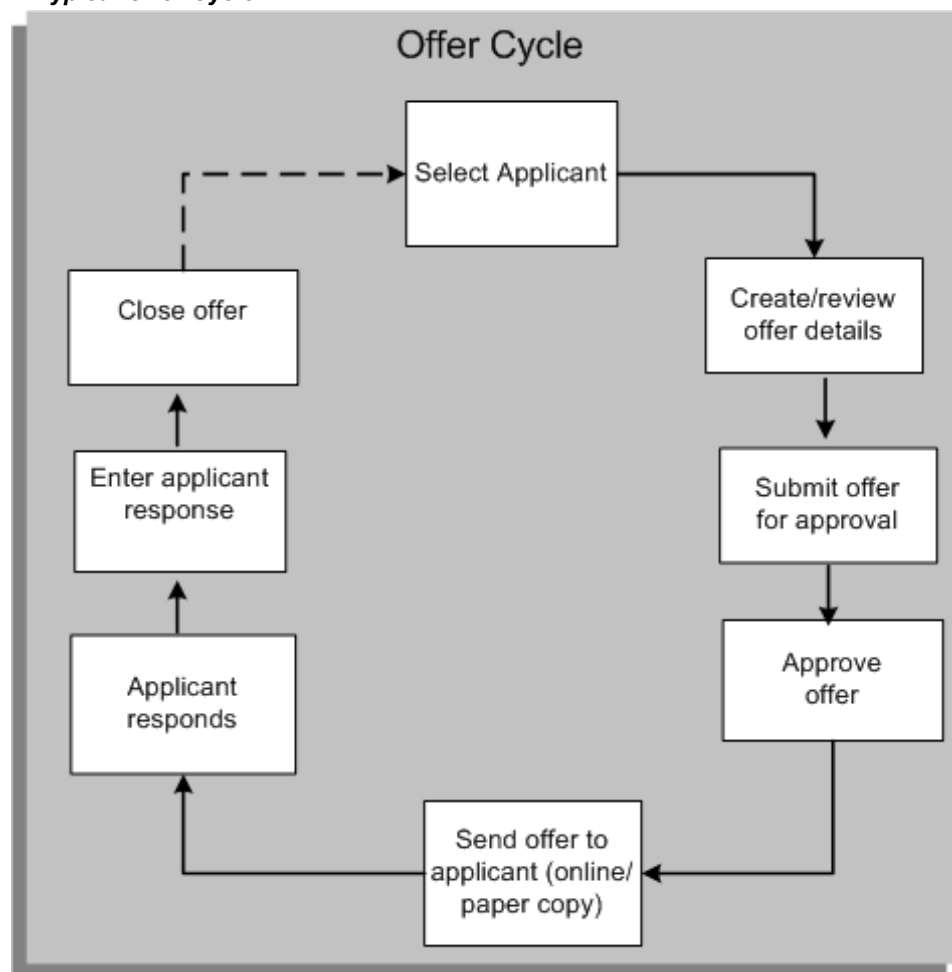 Offer Cycle
Select Applicant
Create/review
offer details
Submit offer
for approval
Approve
offer
Send offer to
applicant (online/
paper copy)
Applicant
responds
Enter applicant
response
Close offer